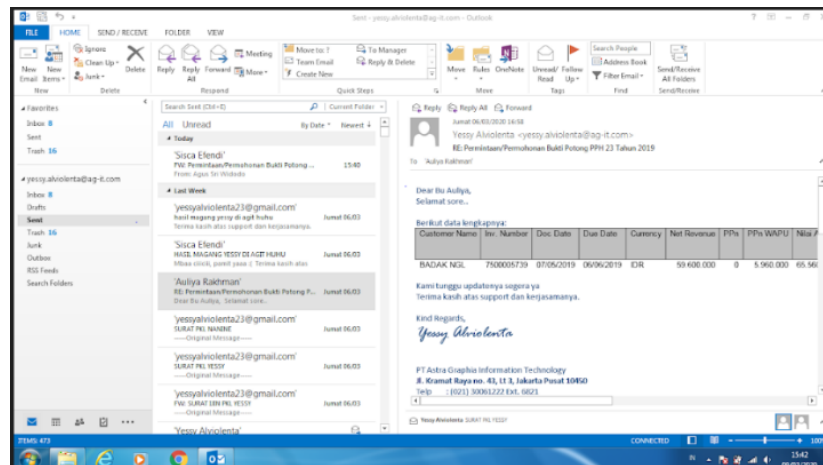 Sent - yessy.alviolenta@ag-it.com - Outlook
FILE HOME SEND / RECEIVE FOLDER VIEW
New Email
New Items
Ignore
Clean Up
Junk
Delete
Reply
Reply All
Forward
Meeting
More
Move to: ?
Team Email
Create New
To Manager
Reply & Delete
Move
Rules
OneNote
Unread/ Read
Follow Up
Search People
Address Book
Filter Email
Send/Receive All Folders
New Delete Respond Quick Steps Move Tags Find Send/Receive
Favorites
Inbox 8
Sent
Trash 16
yessy.alviolenta@ag-it.com
Inbox 8
Drafts
Sent
Trash 16
Junk
Outbox
RSS Feeds
Search Folders
Search Sent (Ctrl+E) Current Folder
All Unread By Date Newest
Today
'Sisca Efendi'
FW: Permintaan/Permohonan Bukti Potong ... 15:40
From: Agus Sri Widodo
Last Week
'yessyalviolenta23@gmail.com'
hasil magang yessy di agit huhu Jumat 06/03
Terima kasih atas support dan kerjasamanya.
'Sisca Efendi'
HASIL MAGANG YESSY DI AGIT HUHU Jumat 06/03
'Auliya Rakhman'
RE: Permintaan/Permohonan Bukti Potong P... Jumat 06/03
Dear Bu Auliya, Selamat sore..
'yessyalviolenta23@gmail.com'
SURAT PKL NANINE Jumat 06/03
-----Original Message-----
'yessyalviolenta23@gmail.com'
SURAT PKL YESSY Jumat 06/03
-----Original Message-----
'yessyalviolenta23@gmail.com'
FW: SURAT IJIN PKL YESSY Jumat 06/03
-----Original Message-----
'Yessy Alviolenta'
Reply Reply All Forward
Jumat 06/03/2020 16:58
Yessy Alviolenta <yessy.alviolenta@ag-it.com>
RE: Permintaan/Permohonan Bukti Potong PPH 23 Tahun 2019
To 'Auliya Rakhman'
Dear Bu Auliya,
Selamat sore..
Berikut data lengkapnya:
Customer Name Inv. Number Doc Date Due Date Currency Net Revenue PPn PPn WAPU Nilai
BADAK NGL 7500005739 07/05/2019 06/06/2019 IDR 59.600.000 0 5.960.000 65.560
Kami tunggu updatenya segera ya
Terima kasih atas support dan kerjasamanya.
Kind Regards,
Yessy Alviolenta
PT Astra Graphia Information Technology
Jl. Kramat Raya no. 43, Lt 3, Jakarta Pusat 10450
Telp : (021) 30061222 Ext. 6821
Yessy Alviolenta SURAT PKL YESSY
ITEMS: 473 CONNECTED 100%
IN 15:42